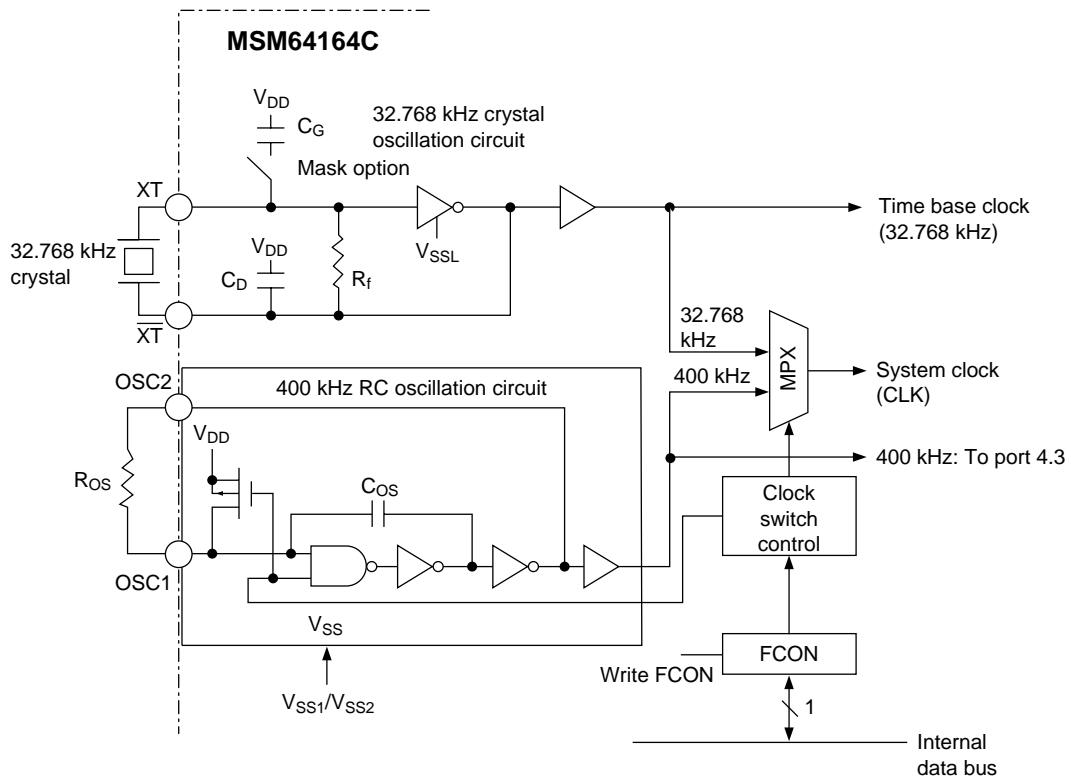 MSM64164C
VDD
CG
32.768 kHz crystal
oscillation circuit
Mask option
XT
Time base clock
(32.768 kHz)
VSSL
32.768 kHz
crystal
VDD
CD
Rf
XT
32.768
kHz
MPX
System clock
(CLK)
OSC2
400 kHz RC oscillation circuit
400 kHz
VDD
400 kHz: To port 4.3
ROS
COS
Clock
switch
control
OSC1
VSS
FCON
Write FCON
VSS1/VSS2
1
Internal
data bus